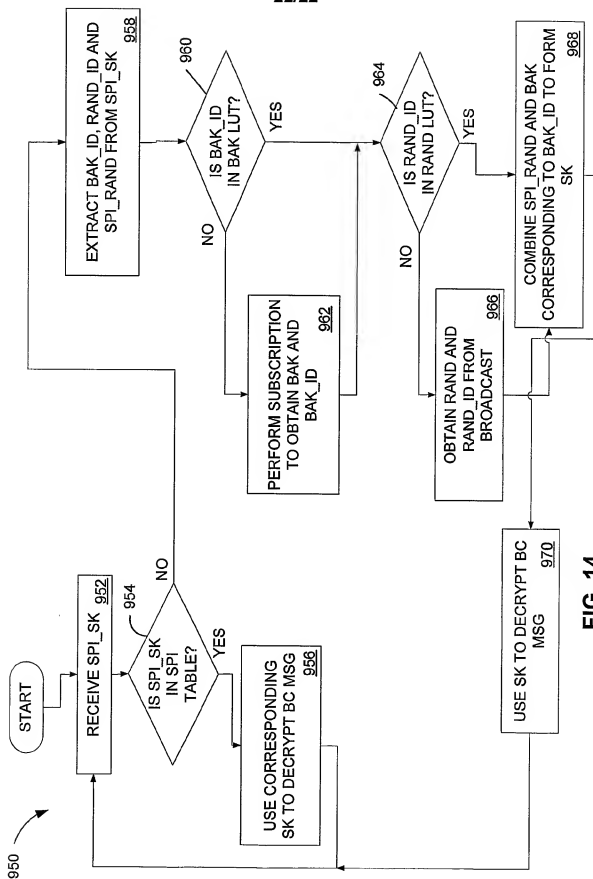 950
START
RECEIVE SPI_SK 952
954
IS SPI_SK
IN SPI
TABLE?
NO
YES
USE CORRESPONDING
SK TO DECRYPT BC MSG
956
EXTRACT BAK_ID, RAND_ID AND
SPI_RAND FROM SPI_SK
958
960
IS BAK_ID
IN BAK LUT?
NO
YES
PERFORM SUBSCRIPTION
TO OBTAIN BAK AND
BAK_ID
962
964
IS RAND_ID
IN RAND LUT?
NO
YES
OBTAIN RAND AND
RAND_ID FROM
BROADCAST
966
COMBINE SPI_RAND AND BAK
CORRESPONDING TO BAK_ID TO FORM
SK
968
USE SK TO DECRYPT BC
MSG
970
FIG. 14